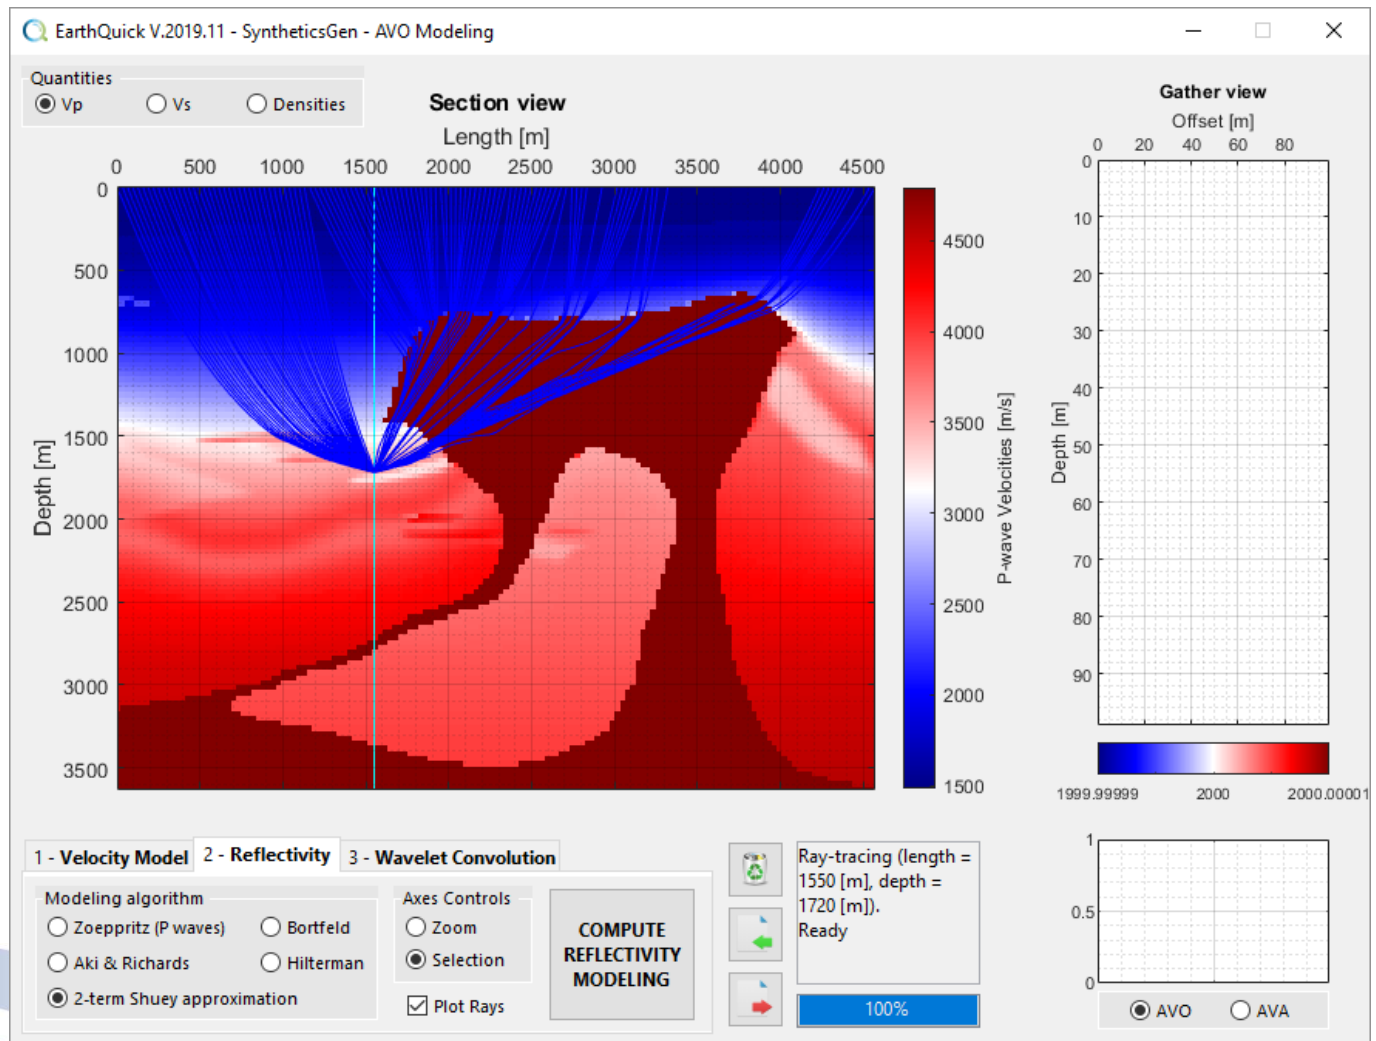 EarthQuick V.2019.11 - SyntheticsGen - AVO Modeling
Quantities
Vp Vs Densities
Section view
Length [m]
0 500 1000 1500 2000 2500 3000 3500 4000 4500
0
500
1000
1500
2000
2500
3000
3500
Depth [m]
4500
4000
3500
3000
2500
2000
1500
P-wave Velocities [m/s]
Gather view
Offset [m]
0 20 40 60 80
0
10
20
30
40
50
60
70
80
90
Depth [m]
1999.99999 2000 2000.00001
1 - Velocity Model 2 - Reflectivity 3 - Wavelet Convolution
Modeling algorithm
Zoeppritz (P waves) Bortfeld
Aki & Richards Hilterman
2-term Shuey approximation
Axes Controls
Zoom
Selection
Plot Rays
COMPUTE
REFLECTIVITY
MODELING
Ray-tracing (length =
1550 [m], depth =
1720 [m]).
Ready
100%
1
0.5
0
AVO AVA